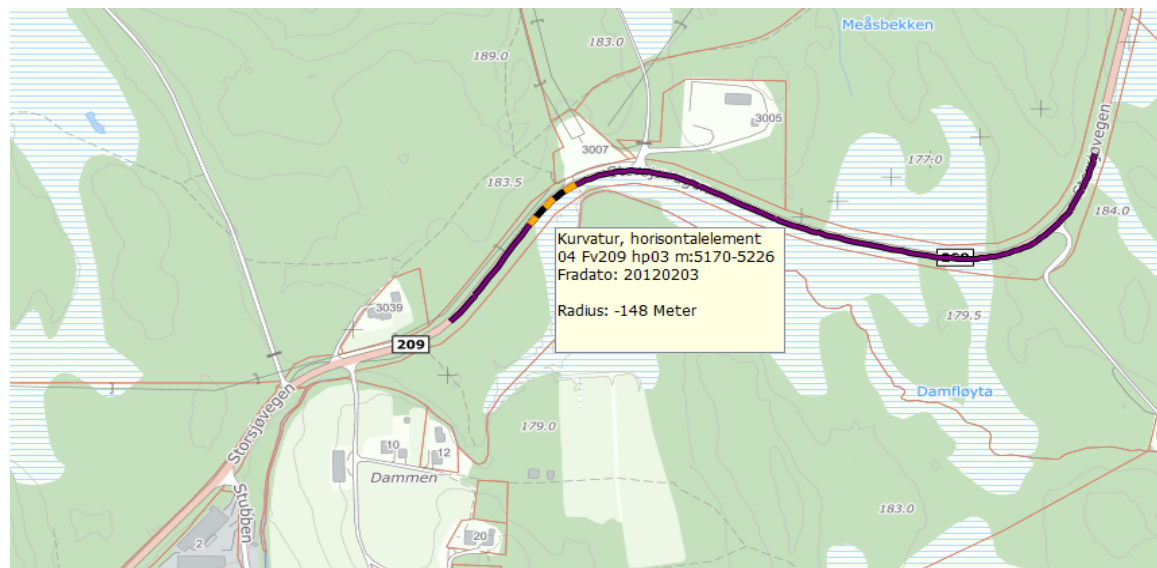 Meåsbekken
183.0
189.0
3005
3007
177.0
183.5
Storsjøvegen
184.0
Kurvatur, horisontalelement
04 Fv209 hp03 m:5170-5226
Fradato: 20120203
Radius: -148 Meter
3039
179.5
209
Damfløyta
Storsjøvegen
179.0
10
12
Dammen
Stubben
183.0
2
20